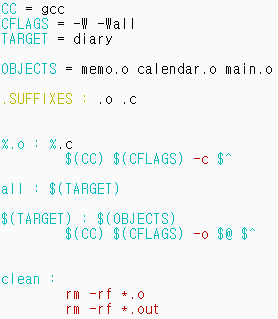 CC = gcc
CFLAGS = -W -Wall
TARGET = diary
OBJECTS = memo.o calendar.o main.o
.SUFFIXES : .o .c
%.o : %.c
$(CC) $(CFLAGS) -c $^
all : $(TARGET)
$(TARGET) : $(OBJECTS)
$(CC) $(CFLAGS) -o $@ $^
clean :
rm -rf *.o
rm -rf *.out